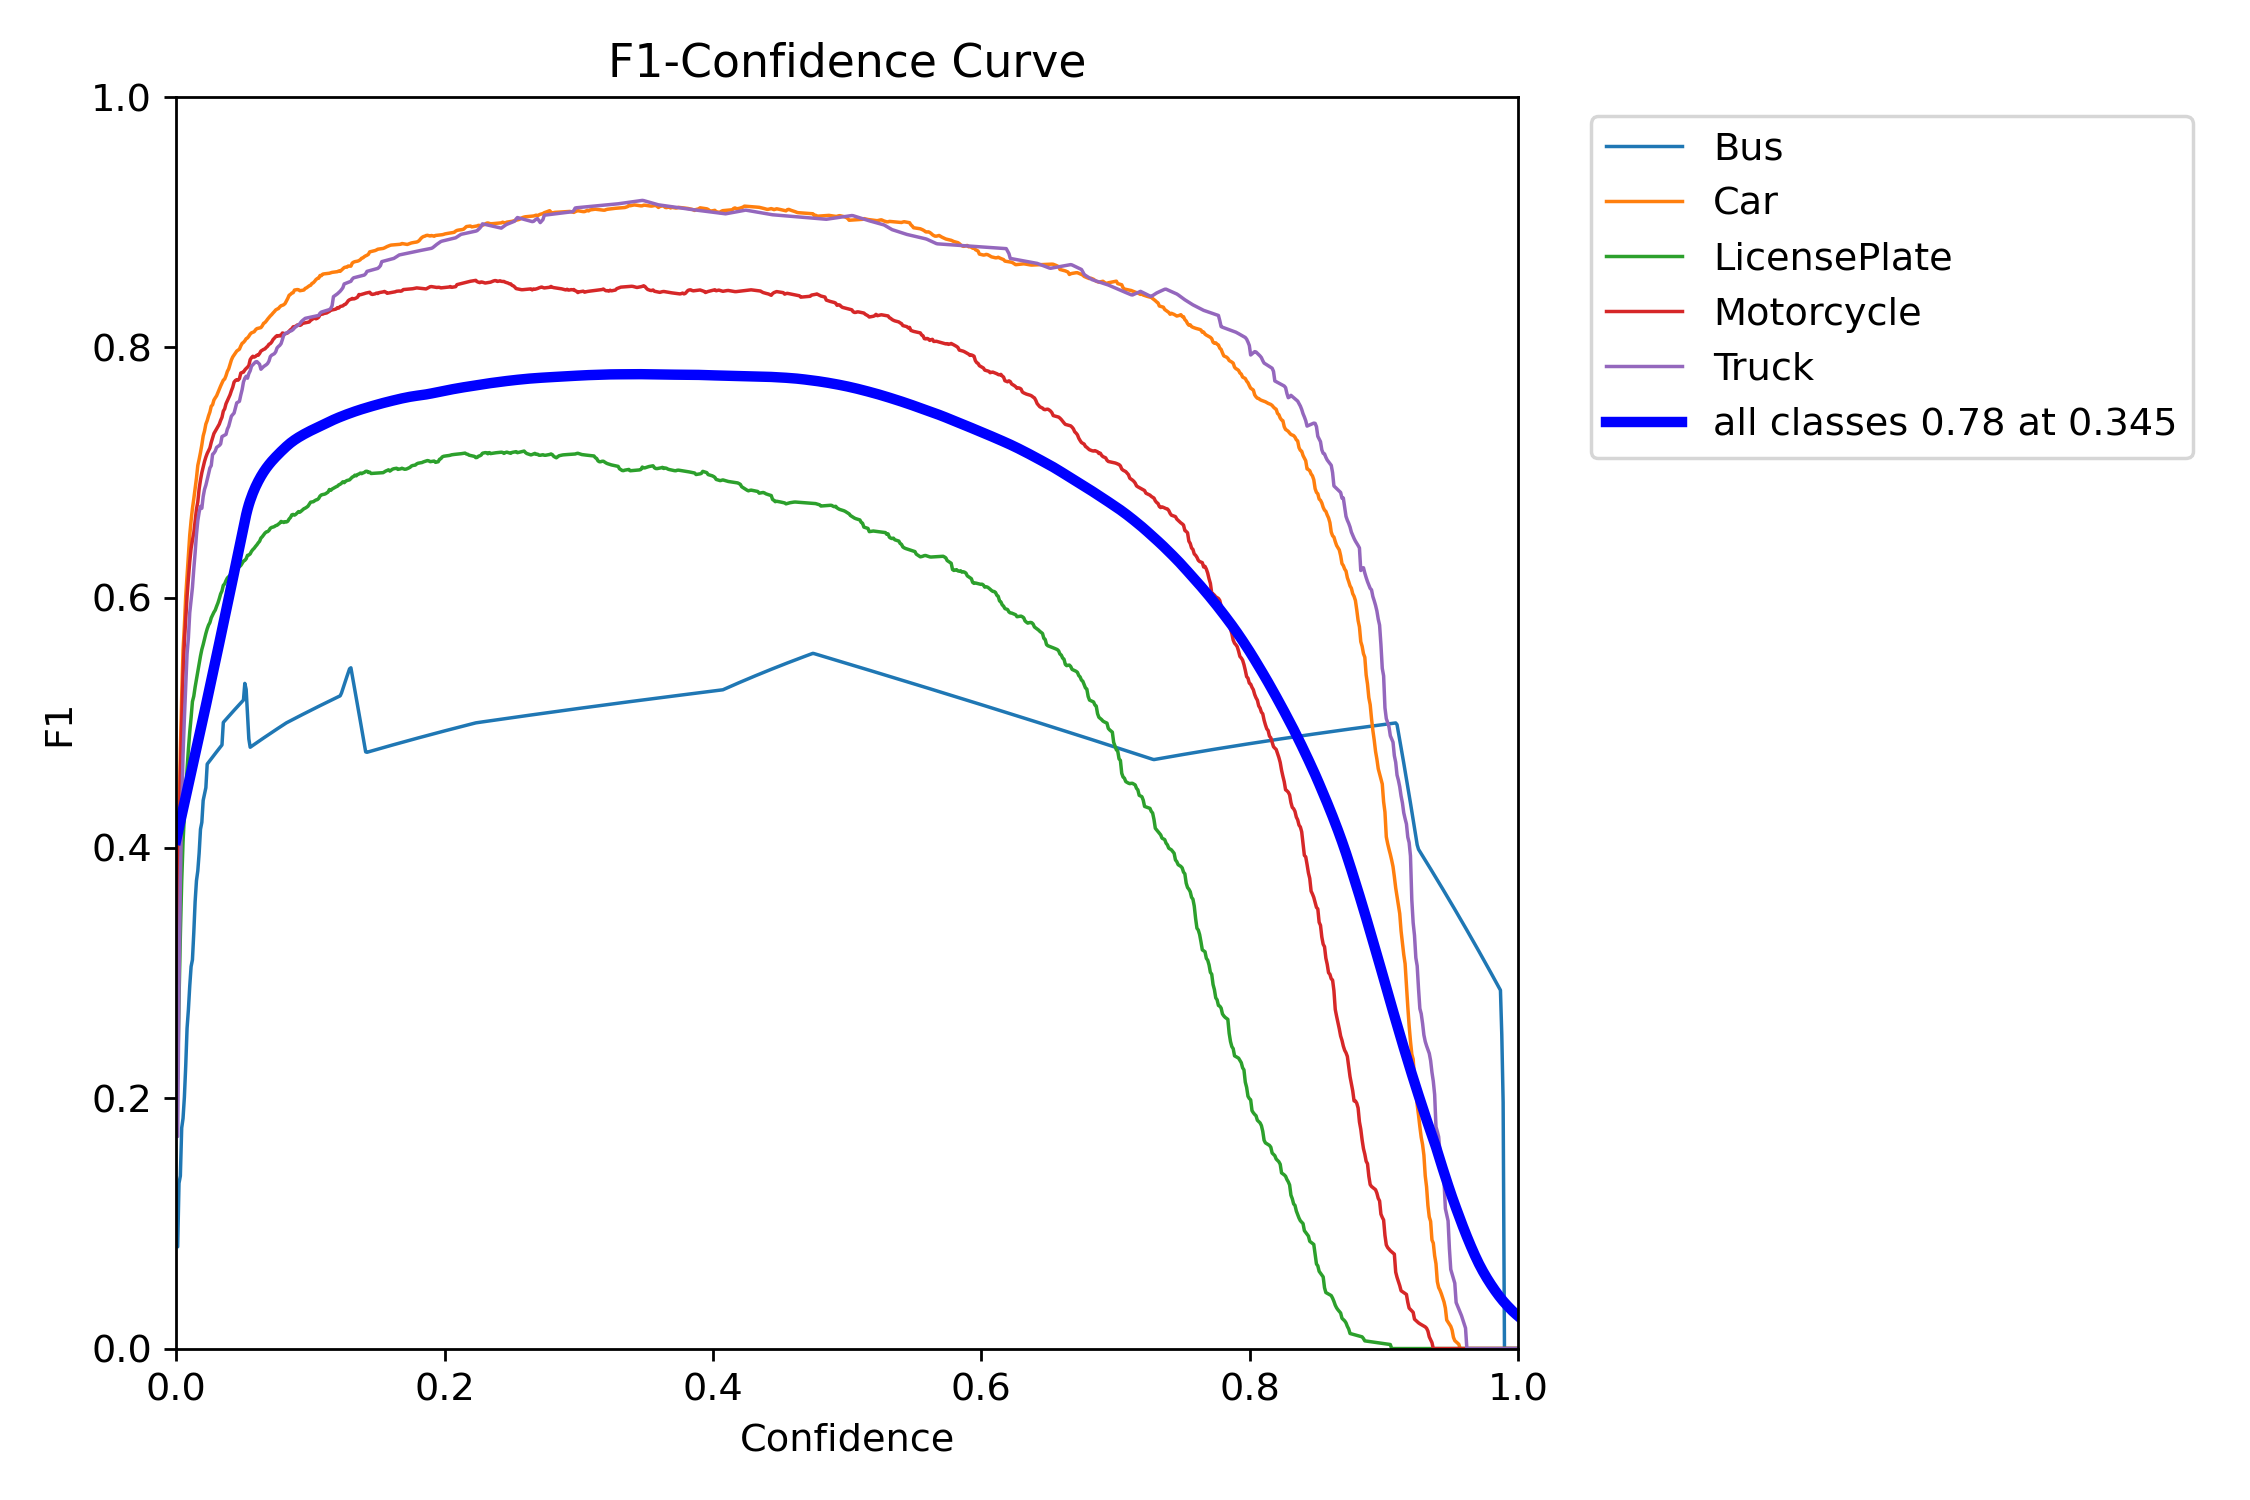 F1-Confidence Curve
1.0
0.8
0.6
0.4
0.2
0.0
F1
0.0 0.2 0.4 0.6 0.8 1.0
Confidence
Bus
Car
LicensePlate
Motorcycle
Truck
all classes 0.78 at 0.345